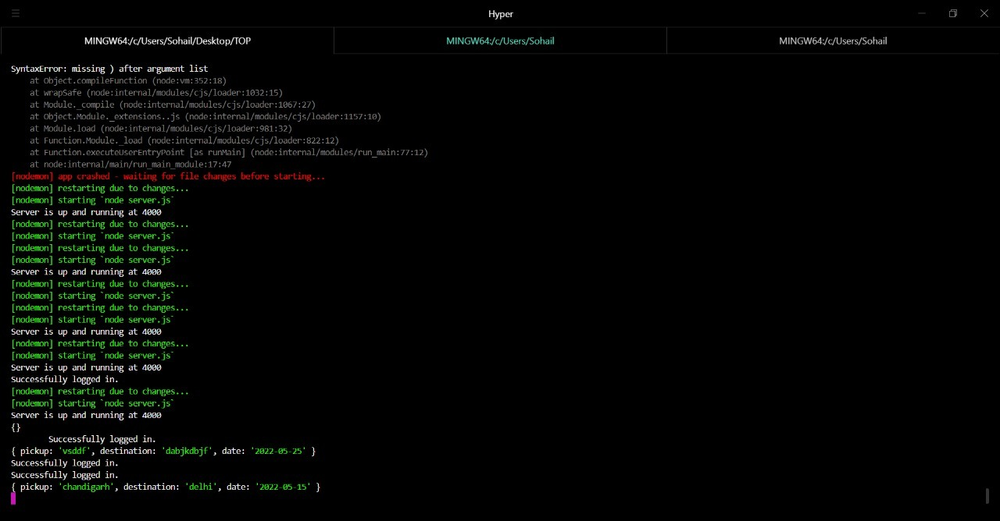 Hyper
MINGW64:/c/Users/Sohail/Desktop/TOP
MINGW64:/c/Users/Sohail
MINGW64:/c/Users/Sohail
SyntaxError: missing ) after argument list
    at Object.compileFunction (node:vm:352:18)
    at wrapSafe (node:internal/modules/cjs/loader:1032:15)
    at Module._compile (node:internal/modules/cjs/loader:1067:27)
    at Object.Module._extensions..js (node:internal/modules/cjs/loader:1157:10)
    at Module.load (node:internal/modules/cjs/loader:981:32)
    at Function.Module._load (node:internal/modules/cjs/loader:822:12)
    at Function.executeUserEntryPoint [as runMain] (node:internal/modules/run_main:77:12)
    at node:internal/main/run_main_module:17:47
[nodemon] app crashed - waiting for file changes before starting...
[nodemon] restarting due to changes...
[nodemon] starting `node server.js`
Server is up and running at 4000
[nodemon] restarting due to changes...
[nodemon] starting `node server.js`
[nodemon] restarting due to changes...
[nodemon] starting `node server.js`
Server is up and running at 4000
[nodemon] restarting due to changes...
[nodemon] starting `node server.js`
[nodemon] restarting due to changes...
[nodemon] starting `node server.js`
Server is up and running at 4000
[nodemon] restarting due to changes...
[nodemon] starting `node server.js`
Server is up and running at 4000
Successfully logged in.
[nodemon] restarting due to changes...
[nodemon] starting `node server.js`
Server is up and running at 4000
{}
        Successfully logged in.
{ pickup: 'vsddf', destination: 'dabjkdbjf', date: '2022-05-25' }
Successfully logged in.
Successfully logged in.
{ pickup: 'chandigarh', destination: 'delhi', date: '2022-05-15' }